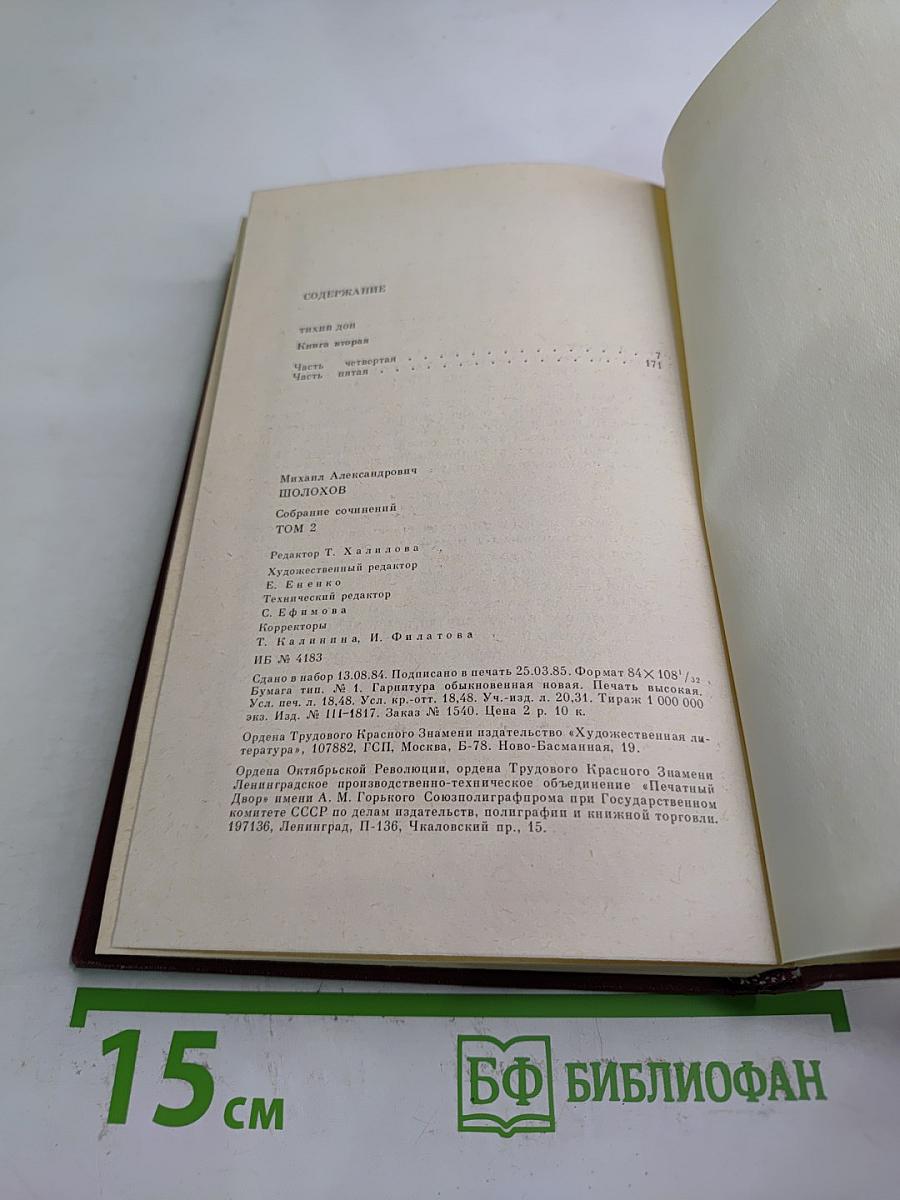 СОДЕРЖАНИЕ
ТИХИЙ ДОН
Книга вторая
Часть четвертая . . . . . . . . . . . . . . . 7
Часть пятая . . . . . . . . . . . . . . . . 171
Михаил Александрович
ШОЛОХОВ
Собрание сочинений
ТОМ 2
Редактор Т. Халилова
Художественный редактор
Е. Ененко
Технический редактор
С. Ефимова
Корректоры
Т. Калинина, И. Филатова
ИБ № 4183
Сдано в набор 13.08.84. Подписано в печать 25.03.85. Формат 84×108¹/₃₂.
Бумага тип. № 1. Гарнитура обыкновенная новая. Печать высокая.
Усл. печ. л. 18,48. Усл. кр.-отт. 18,48. Уч.-изд. л. 20,31. Тираж 1 000 000
экз. Изд. № III-1817. Заказ № 1540. Цена 2 р. 10 к.
Ордена Трудового Красного Знамени издательство «Художественная ли-
тература», 107882, ГСП, Москва, Б-78. Ново-Басманная, 19.
Ордена Октябрьской Революции, ордена Трудового Красного Знамени
Ленинградское производственно-техническое объединение «Печатный
Двор» имени А. М. Горького Союзполиграфпрома при Государственном
комитете СССР по делам издательств, полиграфии и книжной торговли.
197136, Ленинград, П-136, Чкаловский пр., 15.
15 см
БФ БИБЛИОФАН